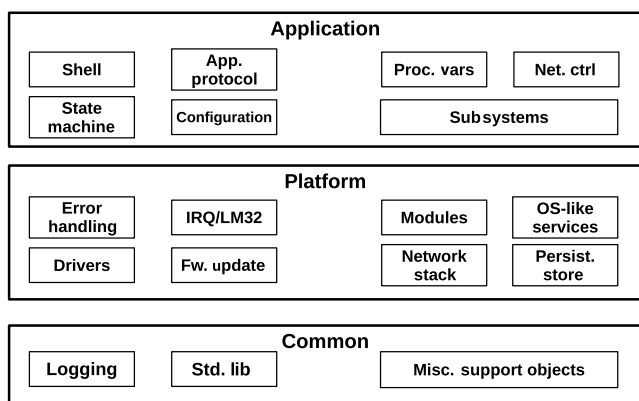 Application
Shell
App.
protocol
Proc. vars
Net. ctrl
State
machine
Configuration
Subsystems
Platform
Error
handling
IRQ/LM32
Modules
OS-like
services
Drivers
Fw. update
Network
stack
Persist.
store
Common
Logging
Std. lib
Misc. support objects